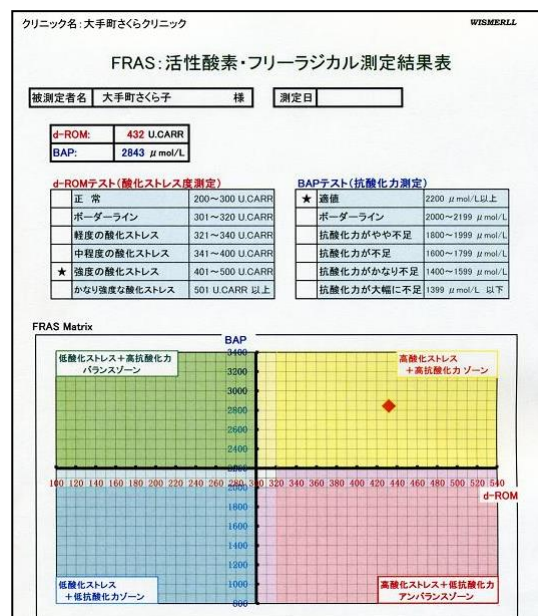 クリニック名：大手町さくらクリニック WISMERLL
FRAS：活性酸素・フリーラジカル測定結果表
被測定者名 大手町さくら子 様 測定日
d-ROM: 432 U.CARR
BAP: 2843 μmol/L
d-ROMテスト(酸化ストレス度測定)
正 常 200～300 U.CARR
ボーダーライン 301～320 U.CARR
軽度の酸化ストレス 321～340 U.CARR
中程度の酸化ストレス 341～400 U.CARR
★ 強度の酸化ストレス 401～500 U.CARR
かなり強度な酸化ストレス 501 U.CARR 以上
BAPテスト(抗酸化力測定)
★ 適値 2200 μmol/L以上
ボーダーライン 2000～2199 μmol/L
抗酸化力がやや不足 1800～1999 μmol/L
抗酸化力が不足 1600～1799 μmol/L
抗酸化力がかなり不足 1400～1599 μmol/L
抗酸化力が大幅に不足 1399 μmol/L 以下
FRAS Matrix
BAP
低酸化ストレス＋高抗酸化力
バランスゾーン
高酸化ストレス
＋高抗酸化力 ゾーン
3400
3200
3000
2800
2600
2400
2200
100 120 140 160 180 200 220 240 260 280 300 320 340 360 380 400 420 440 460 480 500 520 540
d-ROM
2000
1800
1600
1400
1200
1000
800
低酸化ストレス
＋低抗酸化力ゾーン
高酸化ストレス＋低抗酸化力
アンバランスゾーン